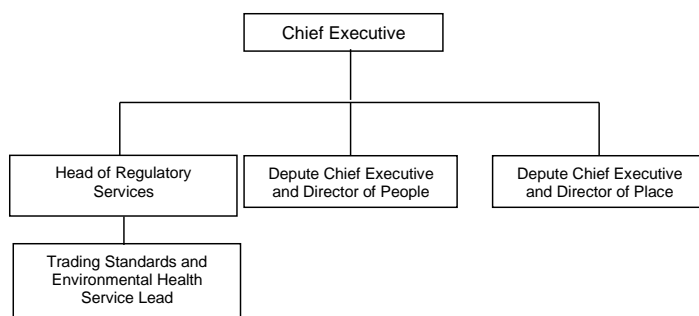 Chief Executive
Head of Regulatory
Services
Depute Chief Executive
and Director of People
Depute Chief Executive
and Director of Place
Trading Standards and
Environmental Health
Service Lead